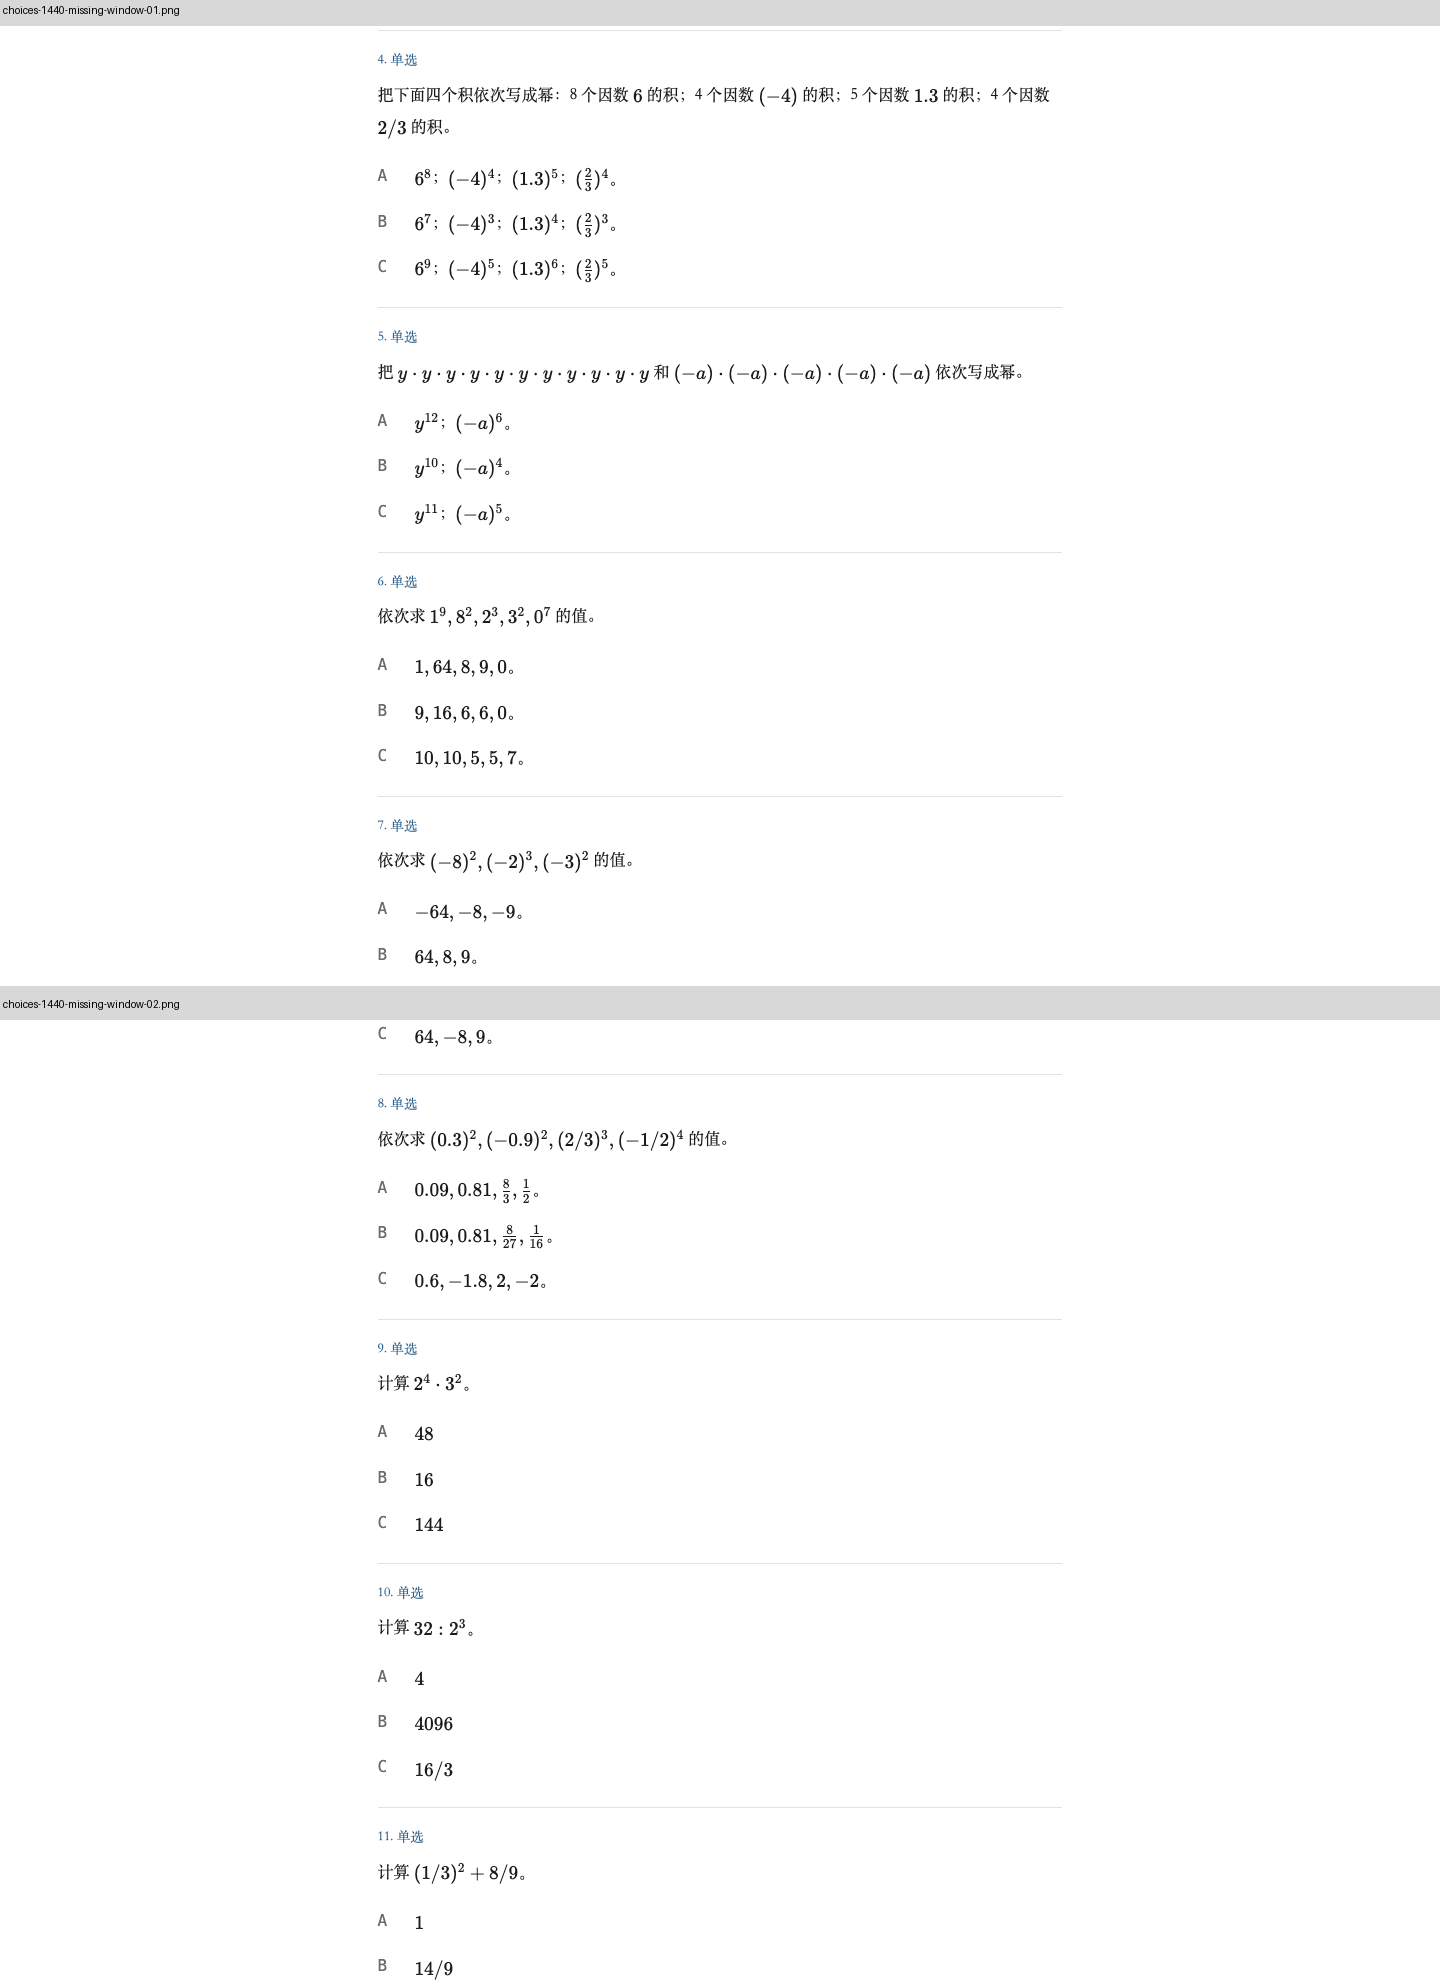 choices-1440-missing-window-01.png
4. 单选
把下面四个积依次写成幂：8 个因数 6 的积；4 个因数 (−4) 的积；5 个因数 1.3 的积；4 个因数
2/3 的积。
A 6⁸；(−4)⁴；(1.3)⁵；(2/3)⁴。
B 6⁷；(−4)³；(1.3)⁴；(2/3)³。
C 6⁹；(−4)⁵；(1.3)⁶；(2/3)⁵。
5. 单选
把 y · y · y · y · y · y · y · y · y · y · y 和 (−a) · (−a) · (−a) · (−a) · (−a) 依次写成幂。
A y¹²；(−a)⁶。
B y¹⁰；(−a)⁴。
C y¹¹；(−a)⁵。
6. 单选
依次求 1⁹, 8², 2³, 3², 0⁷ 的值。
A 1, 64, 8, 9, 0。
B 9, 16, 6, 6, 0。
C 10, 10, 5, 5, 7。
7. 单选
依次求 (−8)², (−2)³, (−3)² 的值。
A −64, −8, −9。
B 64, 8, 9。
choices-1440-missing-window-02.png
C 64, −8, 9。
8. 单选
依次求 (0.3)², (−0.9)², (2/3)³, (−1/2)⁴ 的值。
A 0.09, 0.81, 8/3, 1/2。
B 0.09, 0.81, 8/27, 1/16。
C 0.6, −1.8, 2, −2。
9. 单选
计算 2⁴ · 3²。
A 48
B 16
C 144
10. 单选
计算 32 : 2³。
A 4
B 4096
C 16/3
11. 单选
计算 (1/3)² + 8/9。
A 1
B 14/9